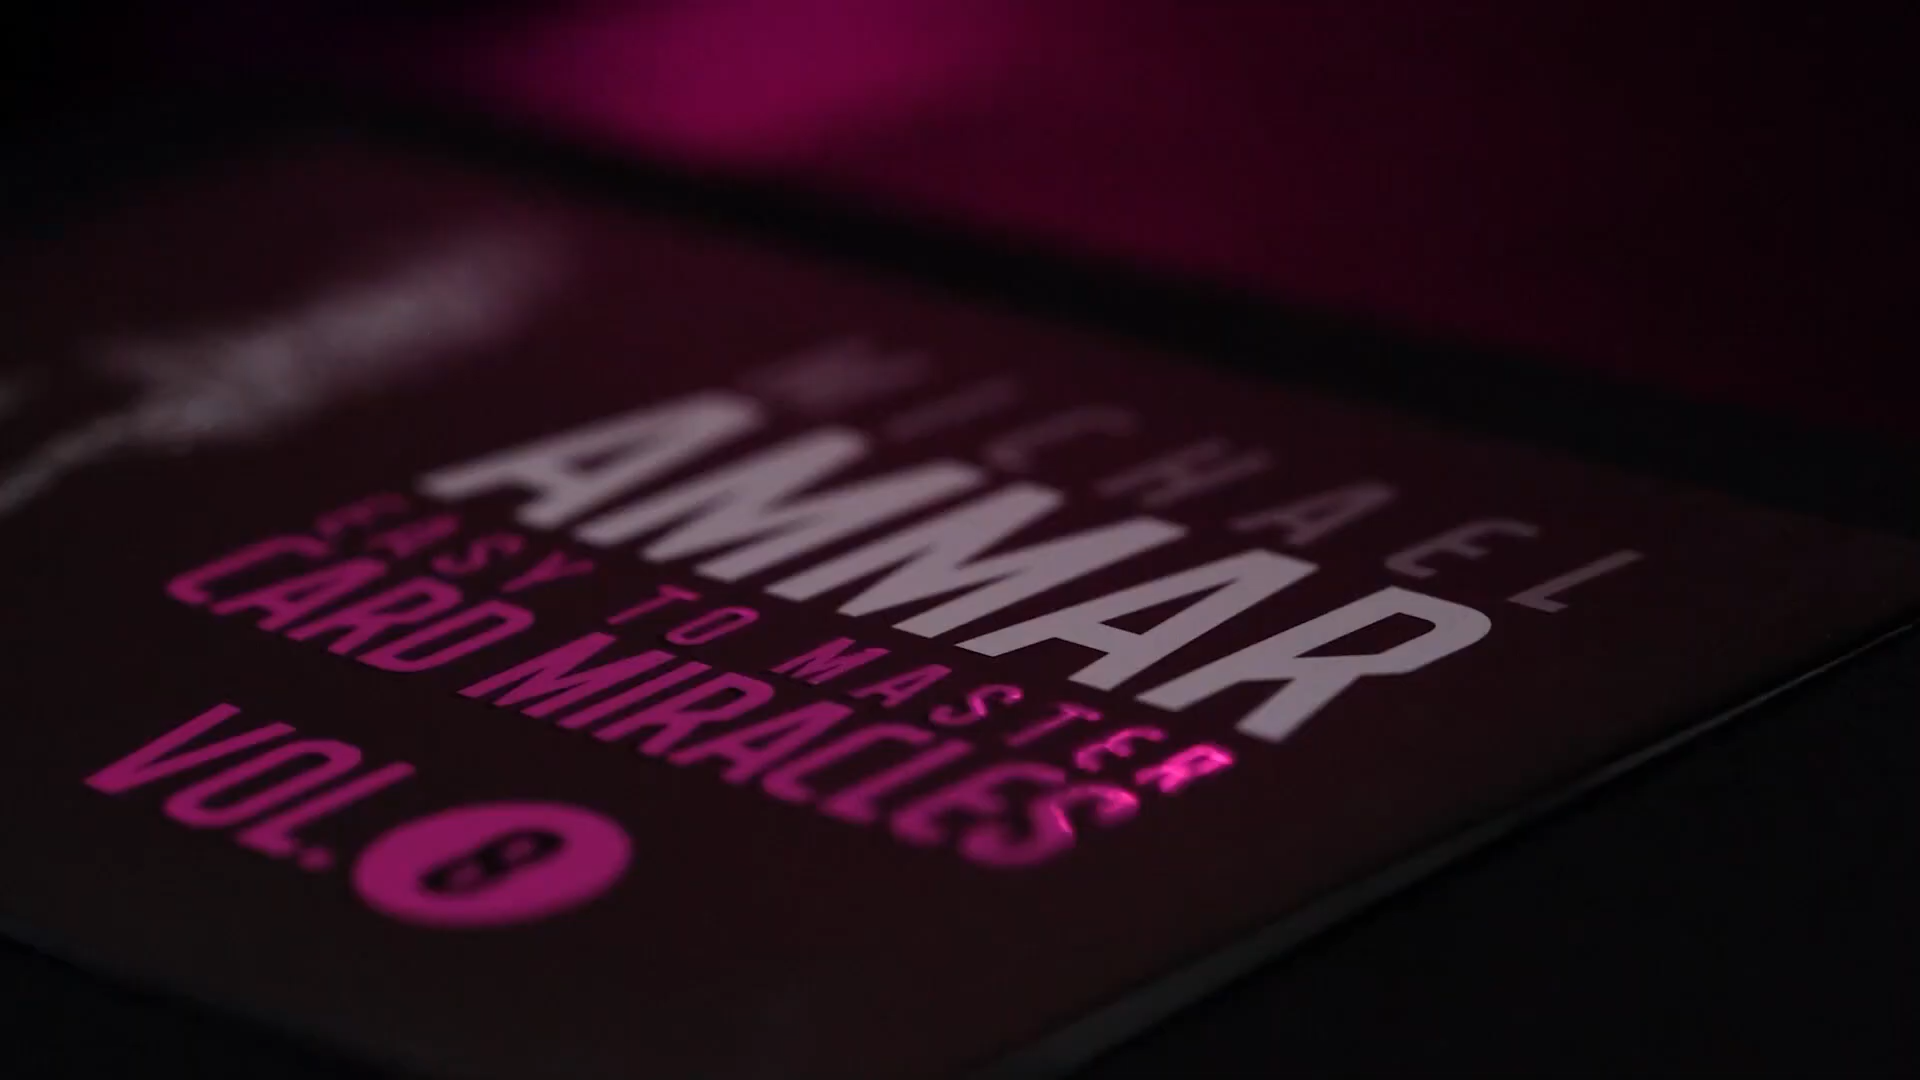 MICHAEL
AMMAR
EASY TO MASTER
CARD MIRACLES
VOL.